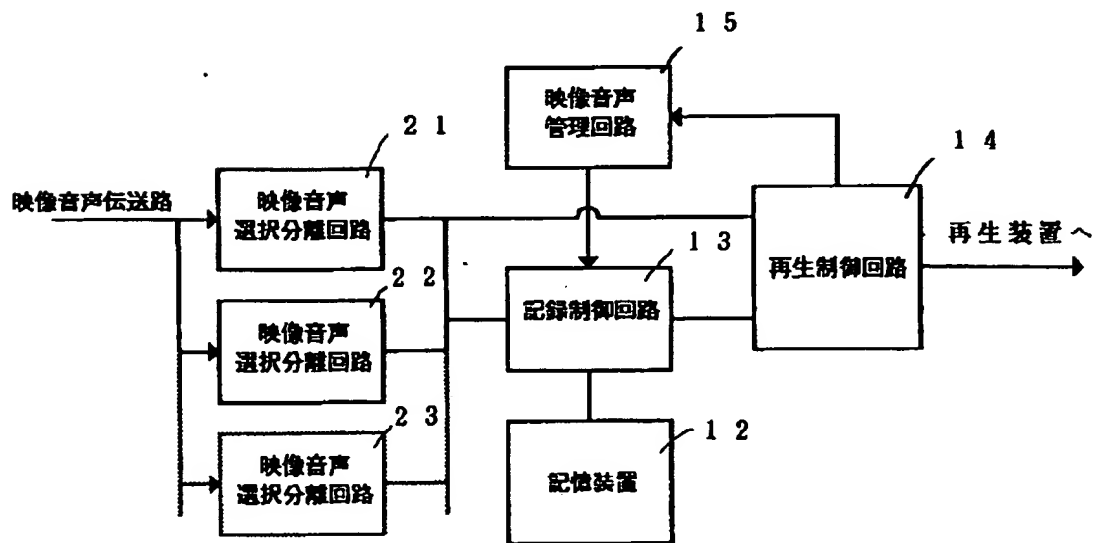 15
映像音声
管理回路
21
14
映像音声伝送路
映像音声
選択分離回路
再生装置へ
13
再生制御回路
22
記録制御回路
映像音声
選択分離回路
23
12
映像音声
選択分離回路
記憶装置